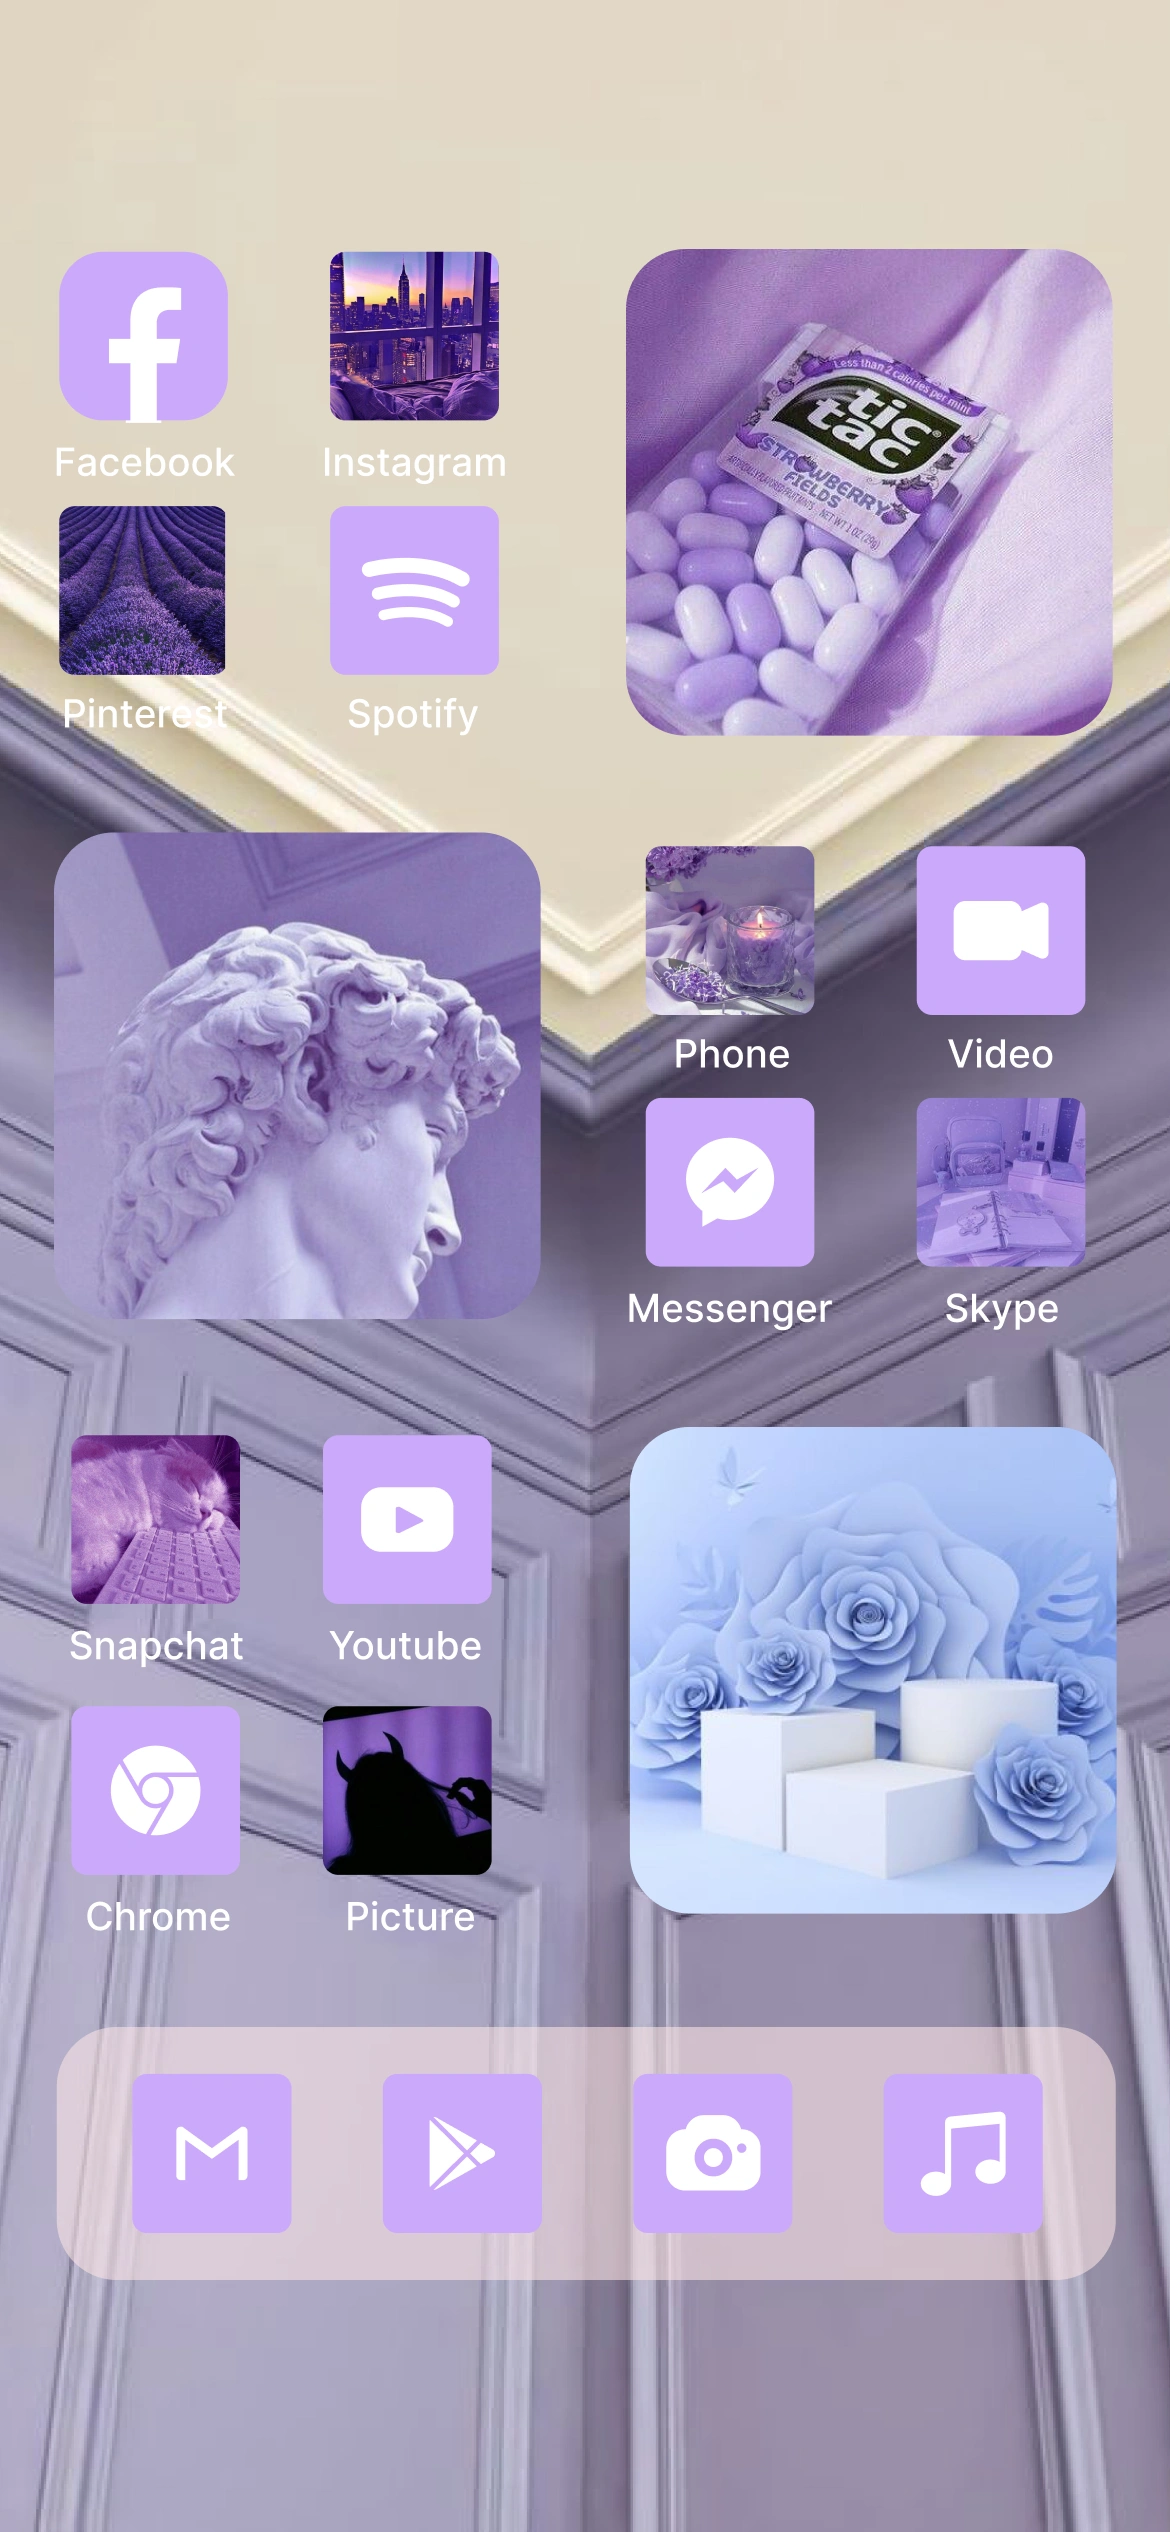 Facebook
Instagram
Less than 2 calories per mint
tic
tac
STRAWBERRY
FIELDS
ARTIFICIALLY FLAVORED FRUIT MINTS
NET WT 1 OZ (29g)
Pinterest
Spotify
Phone
Video
Messenger
Skype
Snapchat
Youtube
Chrome
Picture